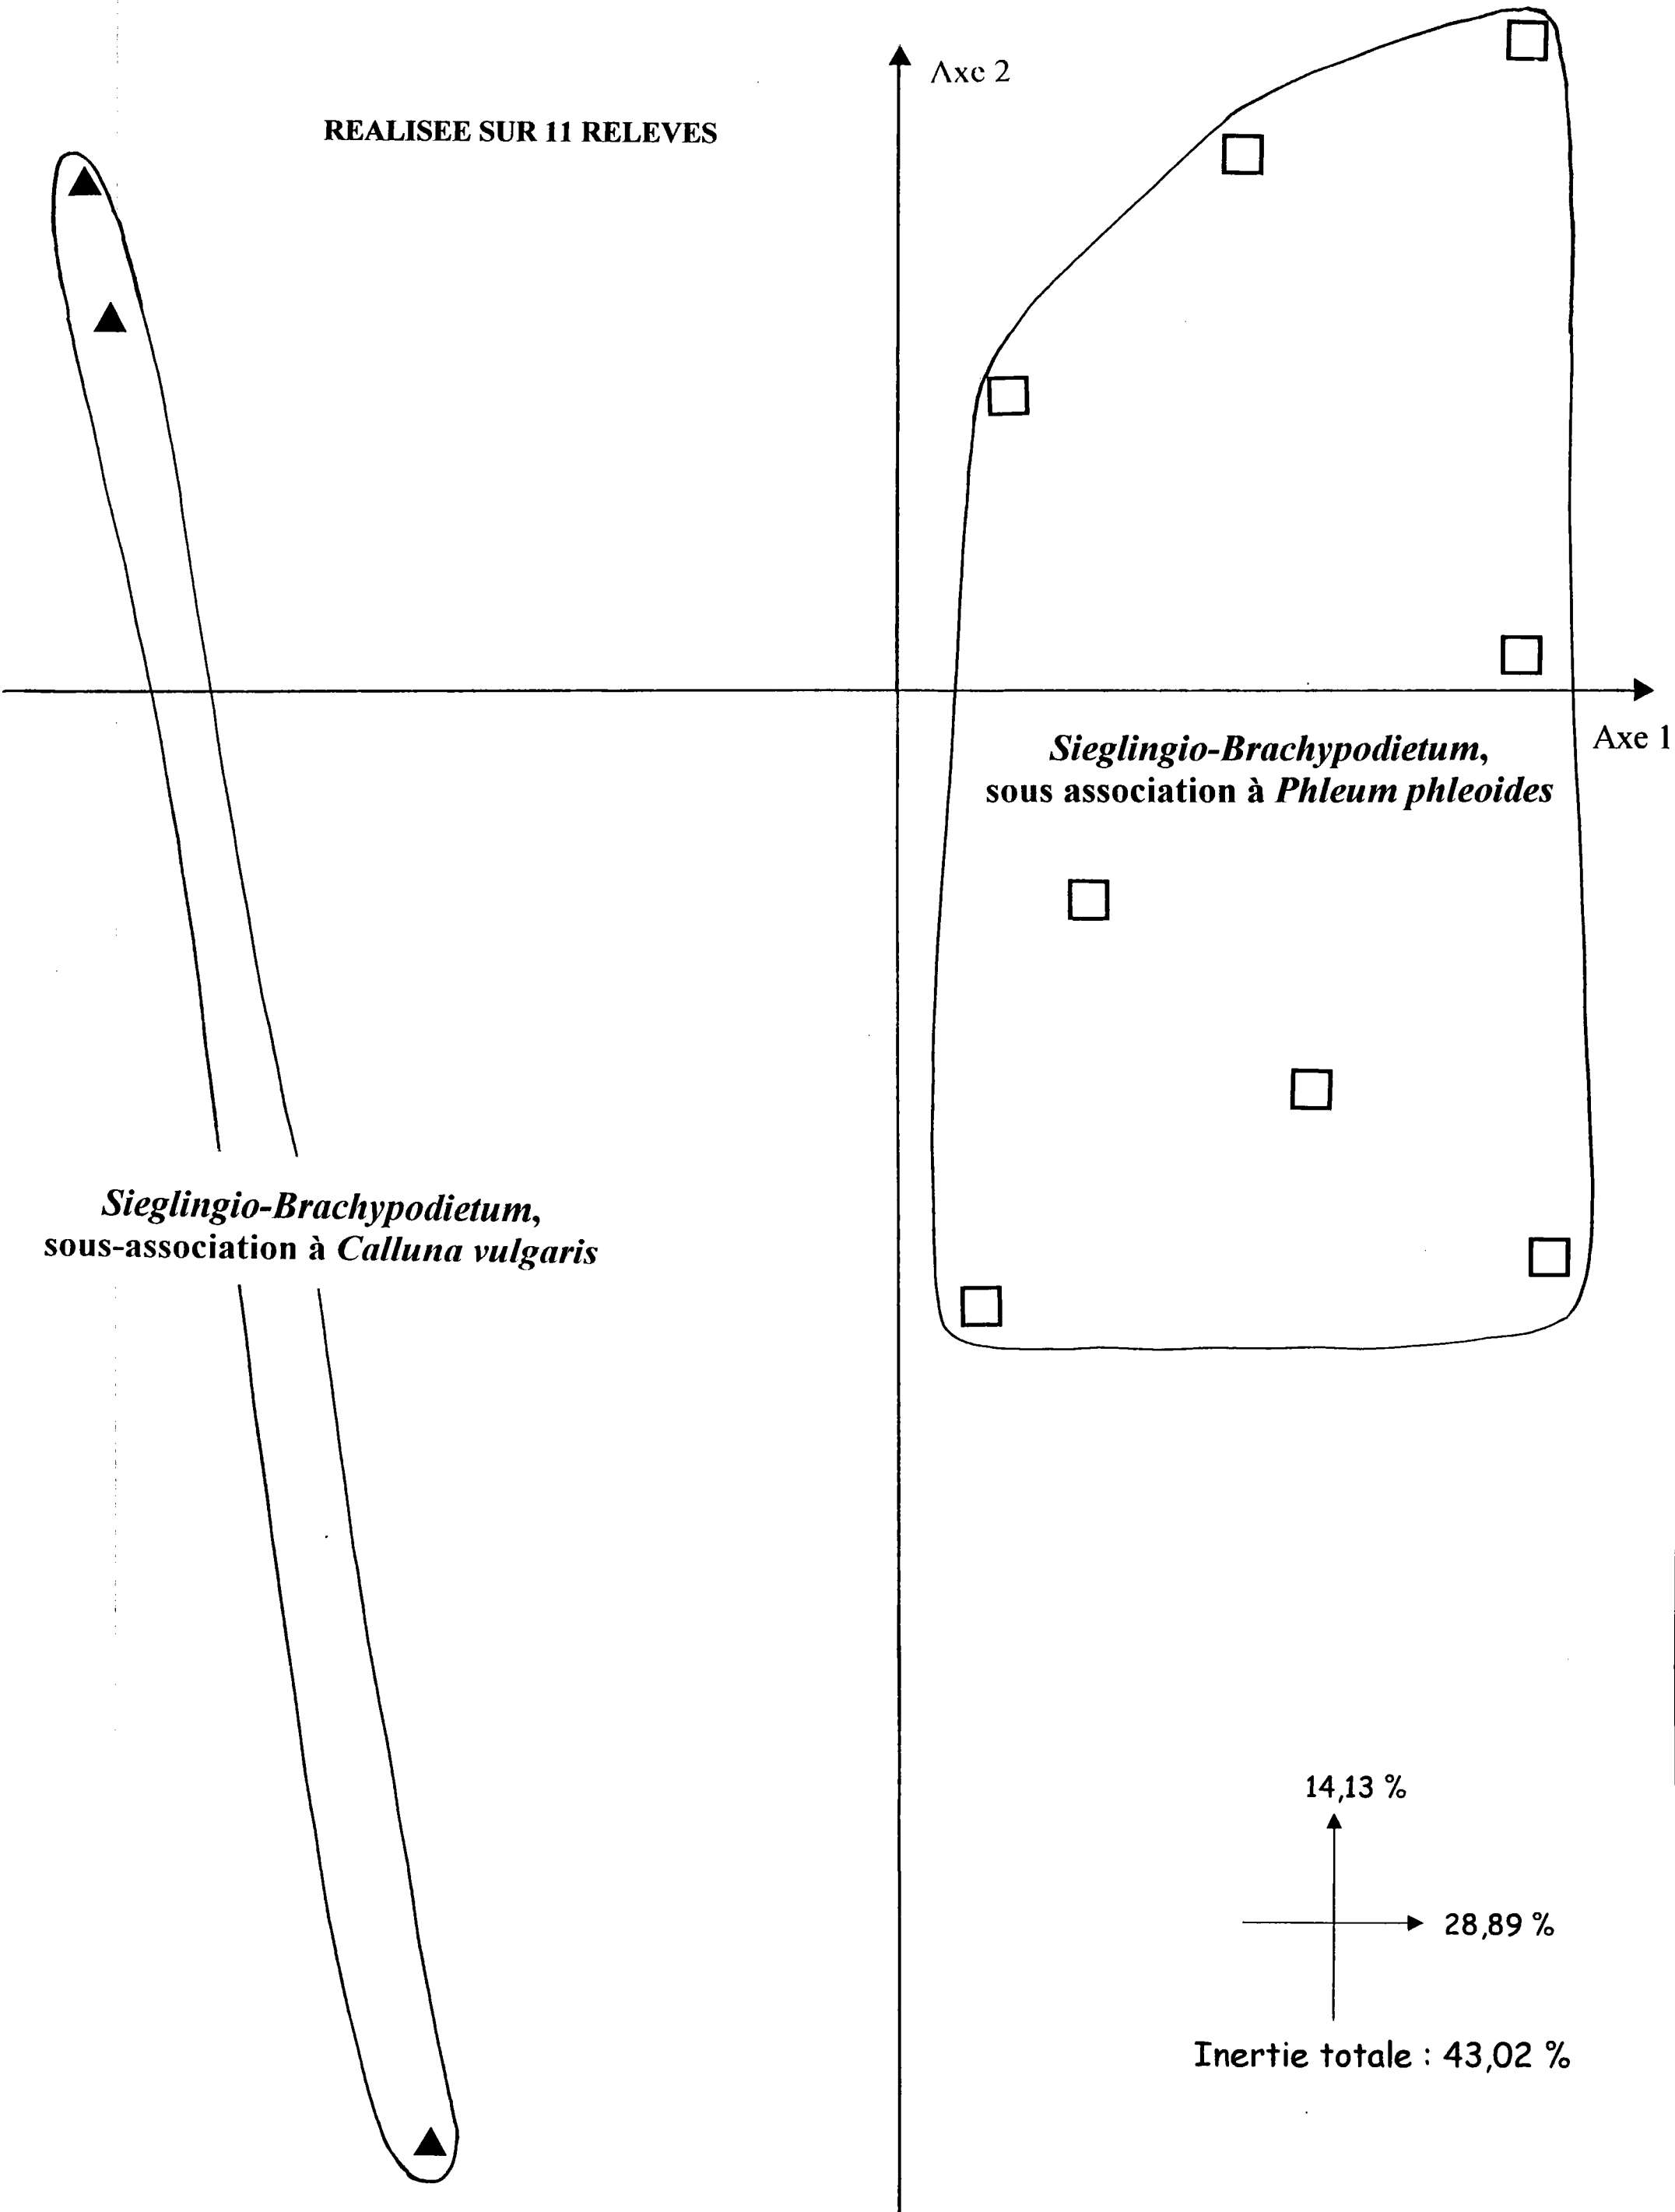 Axe 2
REALISEE SUR 11 RELEVES
Axe 1
Sieglingio-Brachypodietum,
sous association à Phleum phleoides
Sieglingio-Brachypodietum,
sous-association à Calluna vulgaris
14,13 %
28,89 %
Inertie totale : 43,02 %